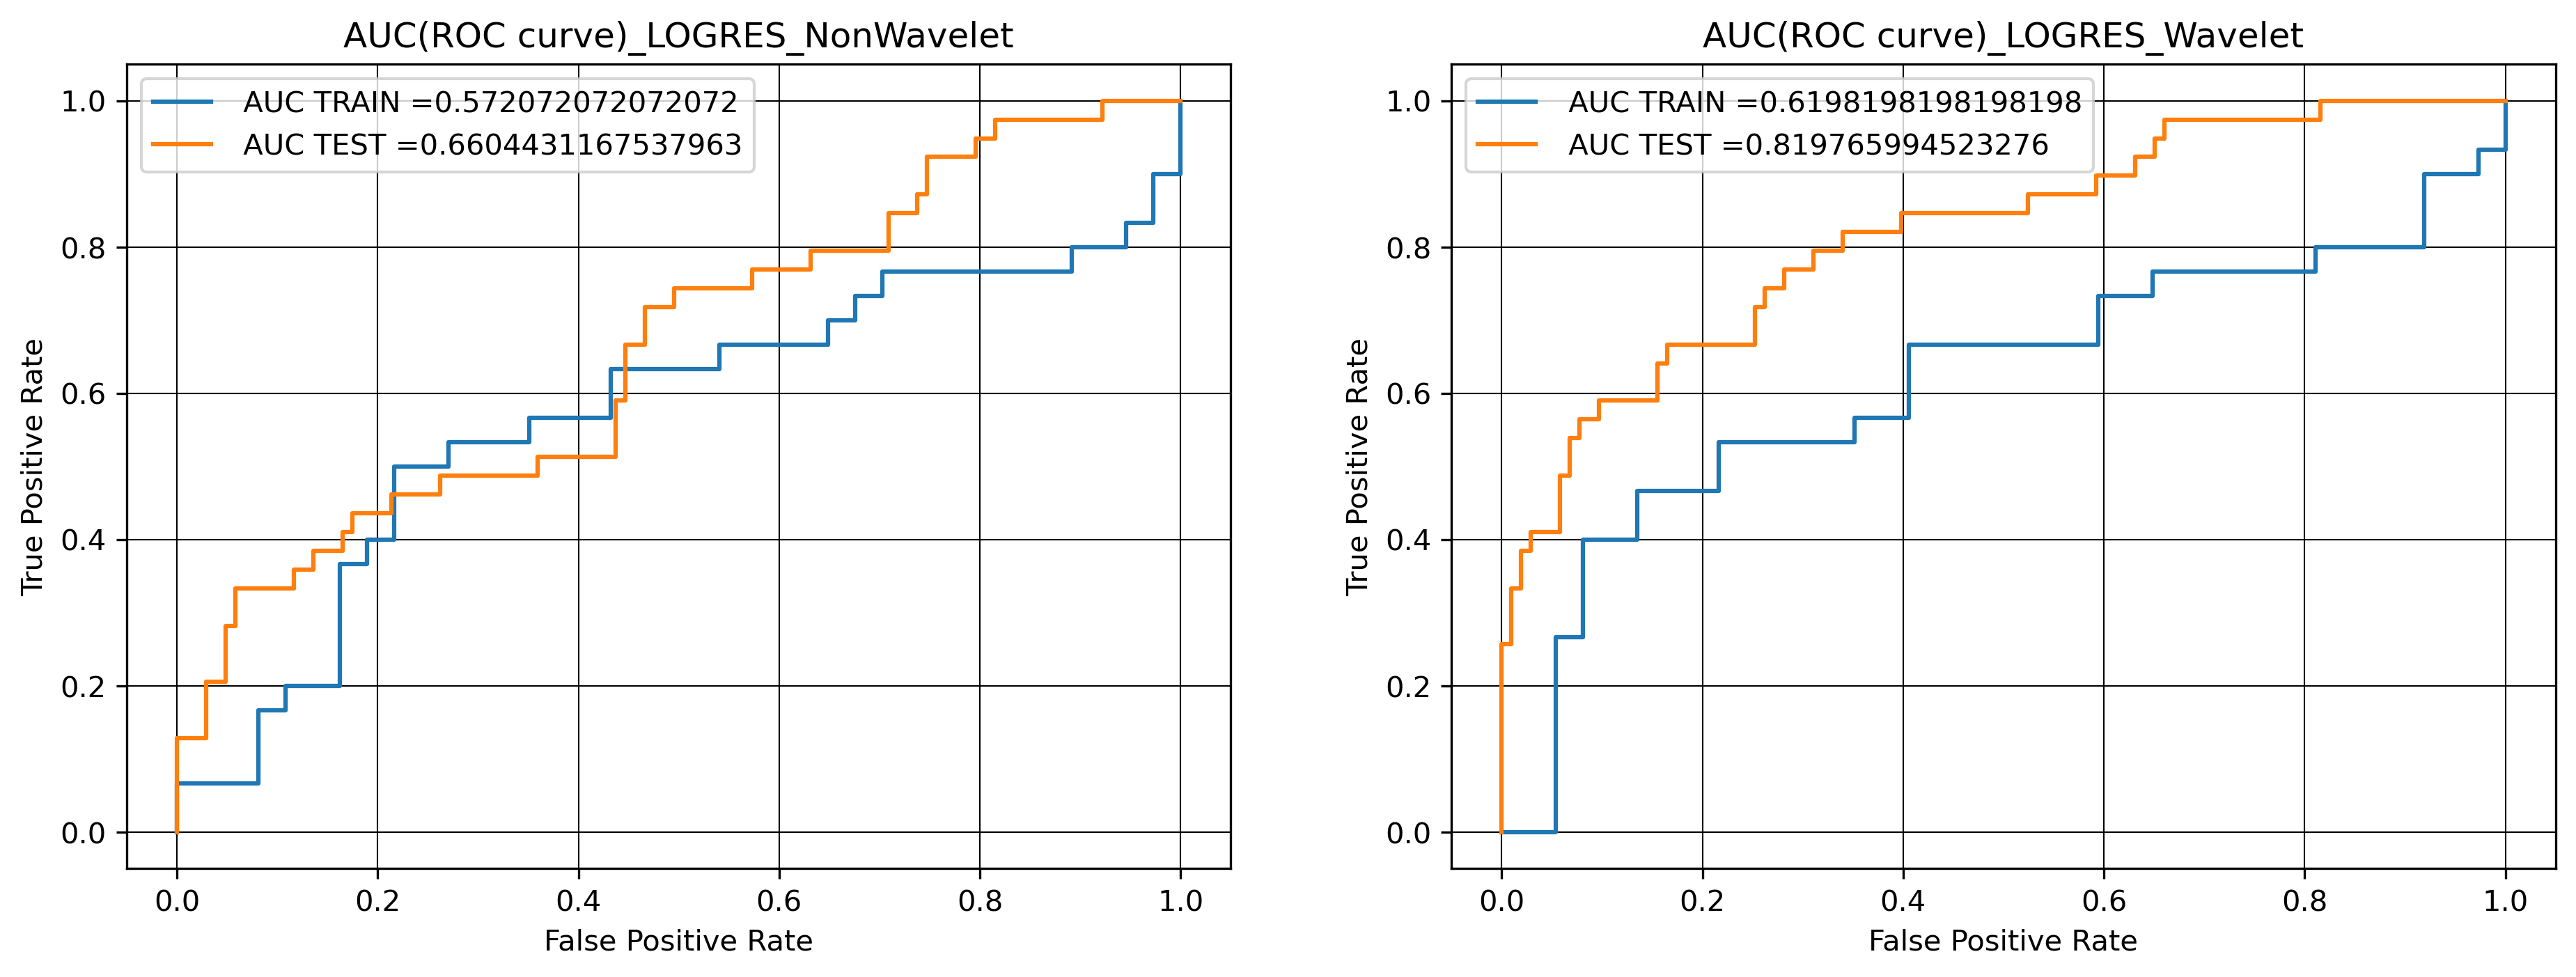 AUC(ROC curve)_LOGRES_NonWavelet
AUC TRAIN =0.572072072072072
AUC TEST =0.6604431167537963
1.0
0.8
0.6
0.4
0.2
0.0
True Positive Rate
0.0 0.2 0.4 0.6 0.8 1.0
False Positive Rate
AUC(ROC curve)_LOGRES_Wavelet
AUC TRAIN =0.6198198198198198
AUC TEST =0.819765994523276
1.0
0.8
0.6
0.4
0.2
0.0
True Positive Rate
0.0 0.2 0.4 0.6 0.8 1.0
False Positive Rate